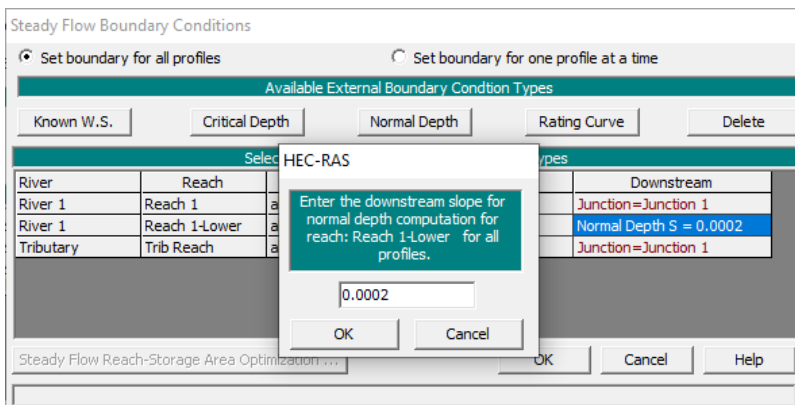 Steady Flow Boundary Conditions
Set boundary for all profiles Set boundary for one profile at a time
Available External Boundary Condtion Types
Known W.S. Critical Depth Normal Depth Rating Curve Delete
Selec ypes
River Reach Downstream
River 1 Reach 1 a Junction=Junction 1
River 1 Reach 1-Lower a Normal Depth S = 0.0002
Tributary Trib Reach a Junction=Junction 1
HEC-RAS
Enter the downstream slope for
normal depth computation for
reach: Reach 1-Lower for all
profiles.
0.0002
OK Cancel
Steady Flow Reach-Storage Area Optimization ... OK Cancel Help